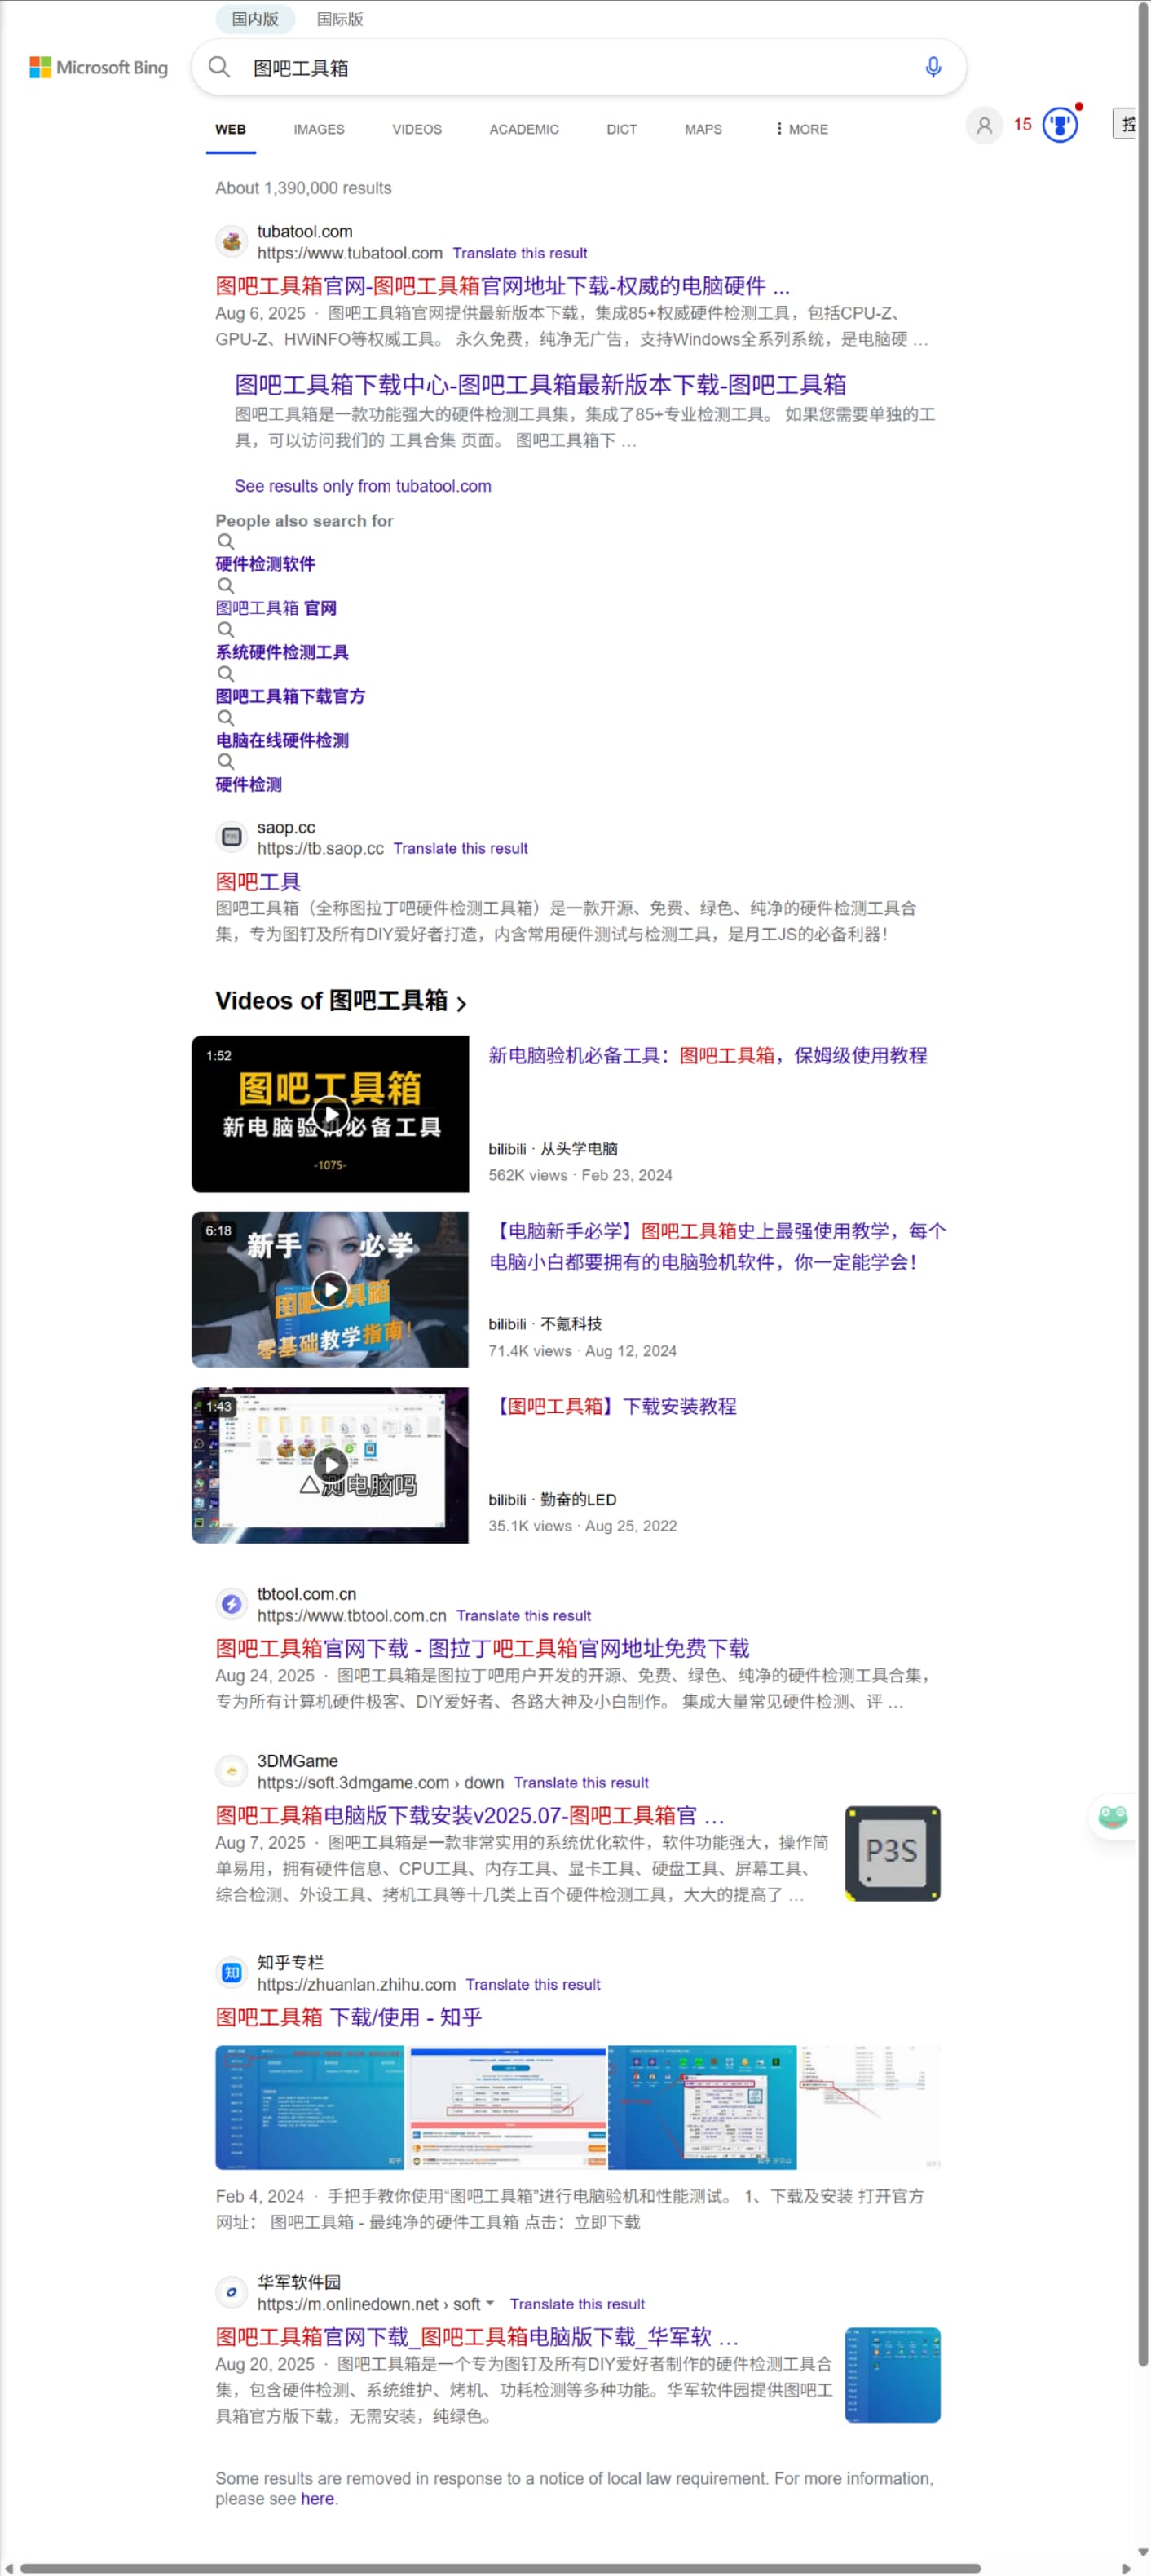 国内版 国际版
Microsoft Bing
图吧工具箱
WEB IMAGES VIDEOS ACADEMIC DICT MAPS MORE
15
控
About 1,390,000 results
tubatool.com
https://www.tubatool.com Translate this result
图吧工具箱官网-图吧工具箱官网地址下载-权威的电脑硬件 ...
Aug 6, 2025 · 图吧工具箱官网提供最新版本下载，集成85+权威硬件检测工具，包括CPU-Z、
GPU-Z、HWiNFO等权威工具。 永久免费，纯净无广告，支持Windows全系列系统，是电脑硬 ...
图吧工具箱下载中心-图吧工具箱最新版本下载-图吧工具箱
图吧工具箱是一款功能强大的硬件检测工具集，集成了85+专业检测工具。 如果您需要单独的工
具，可以访问我们的 工具合集 页面。 图吧工具箱下 ...
See results only from tubatool.com
People also search for
硬件检测软件
图吧工具箱 官网
系统硬件检测工具
图吧工具箱下载官方
电脑在线硬件检测
硬件检测
saop.cc
https://tb.saop.cc Translate this result
图吧工具
图吧工具箱（全称图拉丁吧硬件检测工具箱）是一款开源、免费、绿色、纯净的硬件检测工具合
集，专为图钉及所有DIY爱好者打造，内含常用硬件测试与检测工具，是月工JS的必备利器！
Videos of 图吧工具箱
1:52
图吧工具箱
新电脑验机必备工具
-1075-
新电脑验机必备工具：图吧工具箱，保姆级使用教程
bilibili · 从头学电脑
562K views · Feb 23, 2024
6:18
新手 必学
图吧工具箱
零基础教学指南！
【电脑新手必学】图吧工具箱史上最强使用教学，每个
电脑小白都要拥有的电脑验机软件，你一定能学会！
bilibili · 不氪科技
71.4K views · Aug 12, 2024
1:43
测电脑吗
【图吧工具箱】下载安装教程
bilibili · 勤奋的LED
35.1K views · Aug 25, 2022
tbtool.com.cn
https://www.tbtool.com.cn Translate this result
图吧工具箱官网下载 - 图拉丁吧工具箱官网地址免费下载
Aug 24, 2025 · 图吧工具箱是图拉丁吧用户开发的开源、免费、绿色、纯净的硬件检测工具合集，
专为所有计算机硬件极客、DIY爱好者、各路大神及小白制作。 集成大量常见硬件检测、评 ...
3DMGame
https://soft.3dmgame.com › down Translate this result
图吧工具箱电脑版下载安装v2025.07-图吧工具箱官 ...
Aug 7, 2025 · 图吧工具箱是一款非常实用的系统优化软件，软件功能强大，操作简
单易用，拥有硬件信息、CPU工具、内存工具、显卡工具、硬盘工具、屏幕工具、
综合检测、外设工具、拷机工具等十几类上百个硬件检测工具，大大的提高了 ...
P3S
知乎专栏
https://zhuanlan.zhihu.com Translate this result
图吧工具箱 下载/使用 - 知乎
Feb 4, 2024 · 手把手教你使用“图吧工具箱”进行电脑验机和性能测试。 1、下载及安装 打开官方
网址： 图吧工具箱 - 最纯净的硬件工具箱 点击：立即下载
华军软件园
https://m.onlinedown.net › soft Translate this result
图吧工具箱官网下载_图吧工具箱电脑版下载_华军软 ...
Aug 20, 2025 · 图吧工具箱是一个专为图钉及所有DIY爱好者制作的硬件检测工具合
集，包含硬件检测、系统维护、烤机、功耗检测等多种功能。华军软件园提供图吧工
具箱官方版下载，无需安装，纯绿色。
Some results are removed in response to a notice of local law requirement. For more information,
please see here.